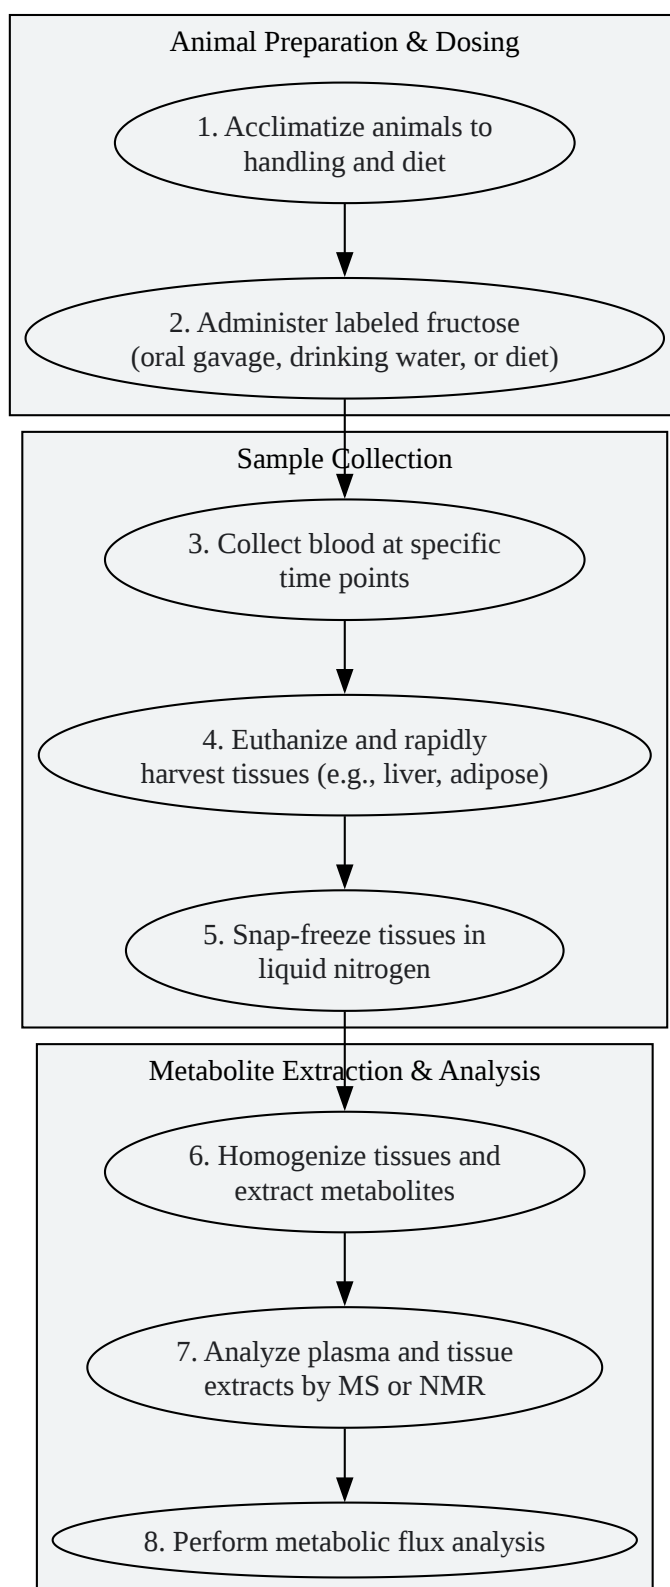 Animal Preparation & Dosing
1. Acclimatize animals to
handling and diet
2. Administer labeled fructose
(oral gavage, drinking water, or diet)
Sample Collection
3. Collect blood at specific
time points
4. Euthanize and rapidly
harvest tissues (e.g., liver, adipose)
5. Snap-freeze tissues in
liquid nitrogen
Metabolite Extraction & Analysis
6. Homogenize tissues and
extract metabolites
7. Analyze plasma and tissue
extracts by MS or NMR
8. Perform metabolic flux analysis